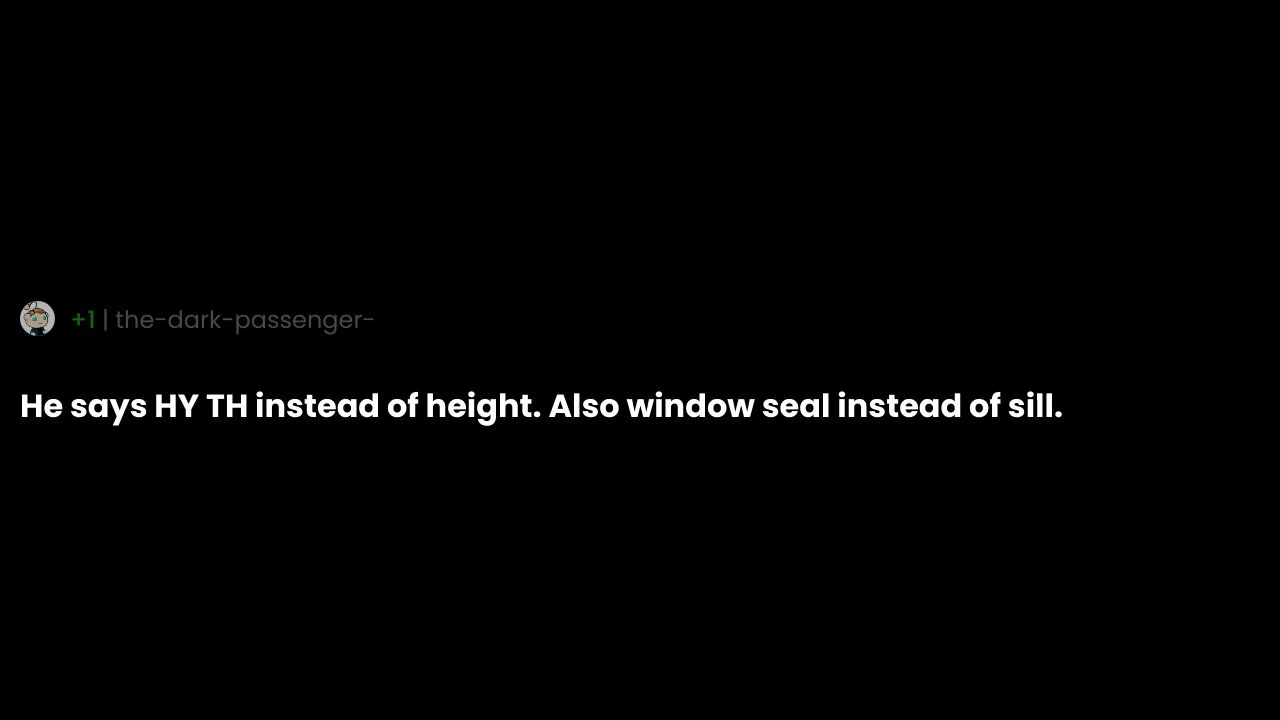 +1 | the-dark-passenger-
He says HY TH instead of height. Also window seal instead of sill.